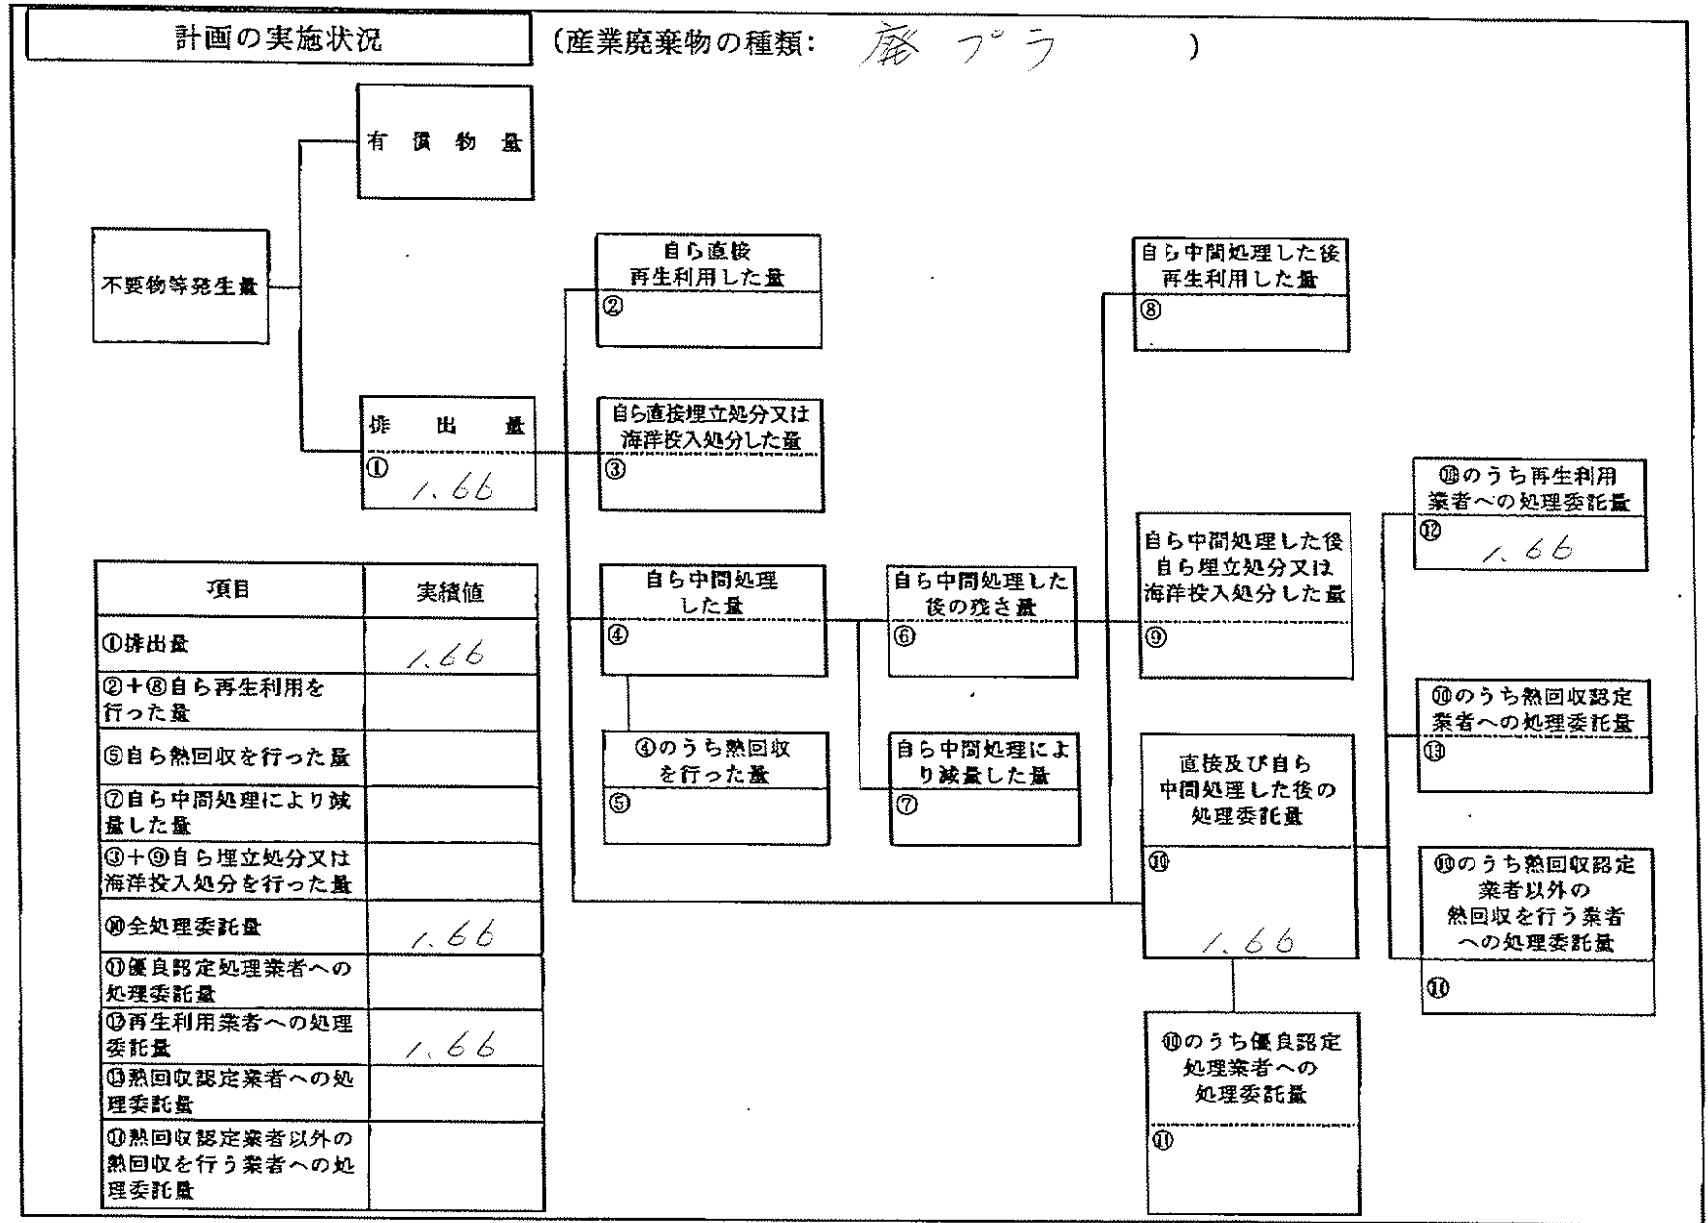 計画の実施状況
(産業廃棄物の種類: 廃プラ )
有償物量
不要物等発生量
排出量
① 1.66
自ら直接
再生利用した量
②
自ら直接埋立処分又は
海洋投入処分した量
③
自ら中間処理
した量
④
④のうち熱回収
を行った量
⑤
自ら中間処理した
後の残さ量
⑥
自ら中間処理によ
り減量した量
⑦
自ら中間処理した後
再生利用した量
⑧
自ら中間処理した後
自ら埋立処分又は
海洋投入処分した量
⑨
直接及び自ら
中間処理した後の
処理委託量
⑩
1.66
⑩のうち優良認定
処理業者への
処理委託量
⑪
⑩のうち再生利用
業者への処理委託量
⑫ 1.66
⑩のうち熱回収認定
業者への処理委託量
⑬
⑩のうち熱回収認定
業者以外の
熱回収を行う業者
への処理委託量
⑭
項目 実績値
①排出量 1.66
②+⑧自ら再生利用を
行った量
⑤自ら熱回収を行った量
⑦自ら中間処理により減
量した量
③+⑨自ら埋立処分又は
海洋投入処分を行った量
⑩全処理委託量 1.66
⑪優良認定処理業者への
処理委託量
⑫再生利用業者への処理
委託量 1.66
⑬熱回収認定業者への処
理委託量
⑭熱回収認定業者以外の
熱回収を行う業者への処
理委託量